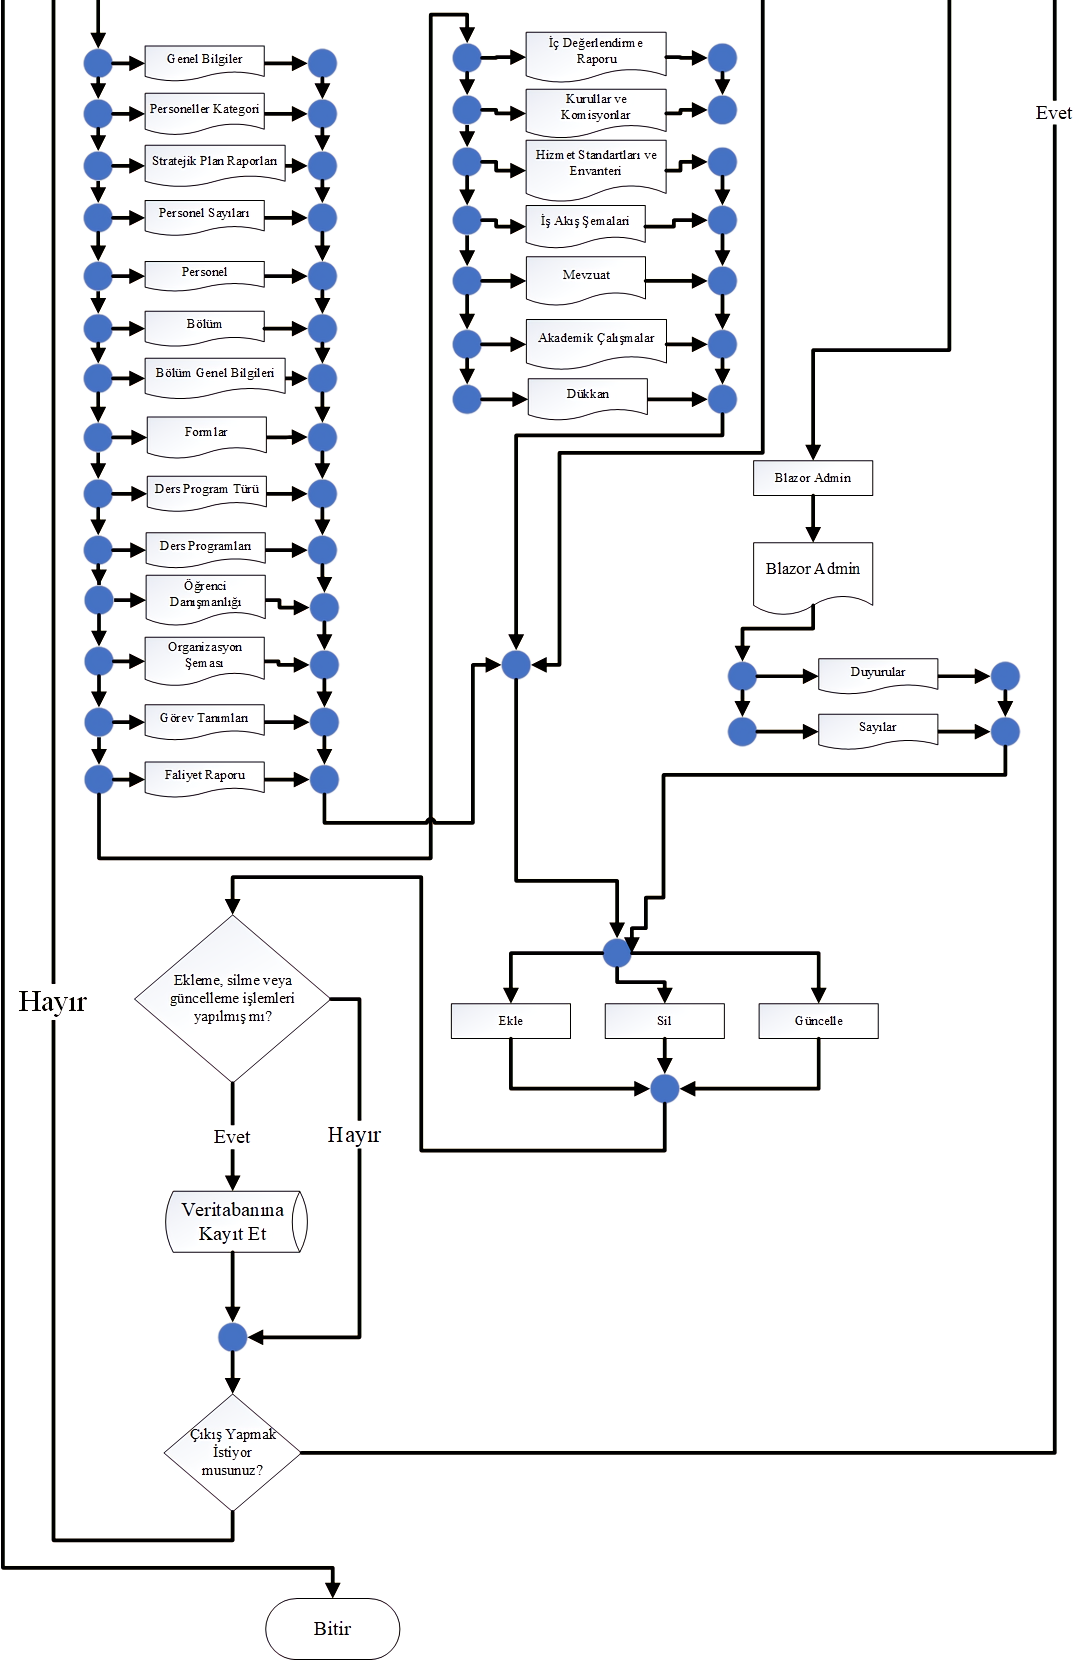 Genel Bilgiler
Personeller Kategori
Stratejik Plan Raporları
Personel Sayıları
Personel
Bölüm
Bölüm Genel Bilgileri
Formlar
Ders Program Türü
Ders Programları
Öğrenci
Danışmanlığı
Organizasyon
Şeması
Görev Tanımları
Faliyet Raporu
İç Değerlendirme
Raporu
Kurullar ve
Komisyonlar
Hizmet Standartları ve
Envanteri
İş Akış Şemalari
Mevzuat
Akademik Çalışmalar
Dükkan
Evet
Blazor Admin
Blazor Admin
Duyurular
Sayılar
Ekle
Sil
Güncelle
Ekleme, silme veya
güncelleme işlemleri
yapılmış mı?
Hayır
Evet
Hayır
Veritabanına
Kayıt Et
Çıkış Yapmak
İstiyor
musunuz?
Bitir